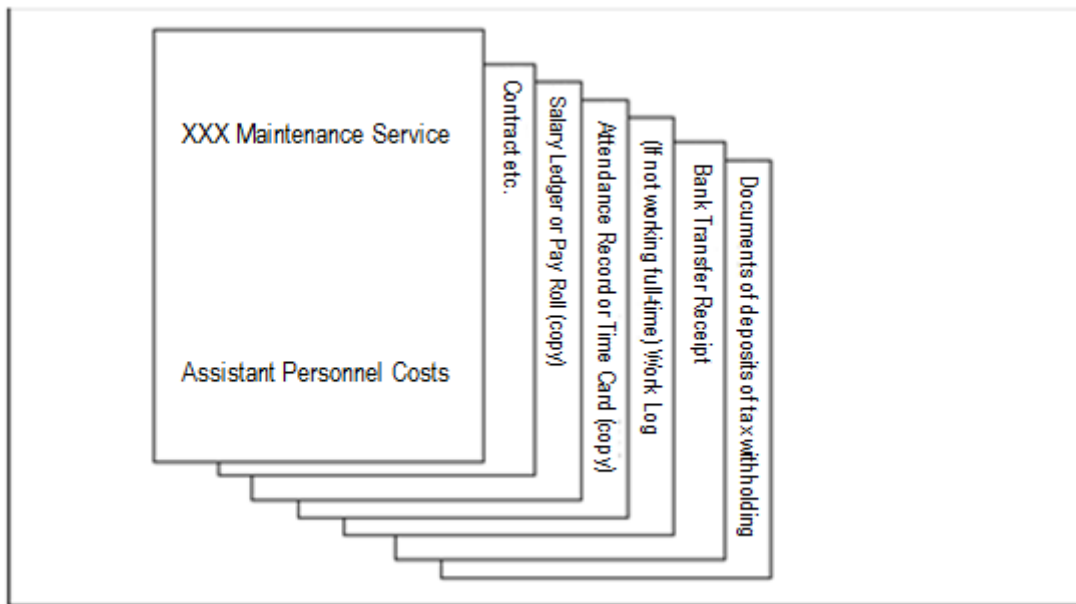 XXX Maintenance Service
Assistant Personnel Costs
Contract etc.
Salary Ledger or Pay Roll (copy)
Attendance Record or Time Card (copy)
(If not working full-time) Work Log
Bank Transfer Receipt
Documents of deposits of tax withholding